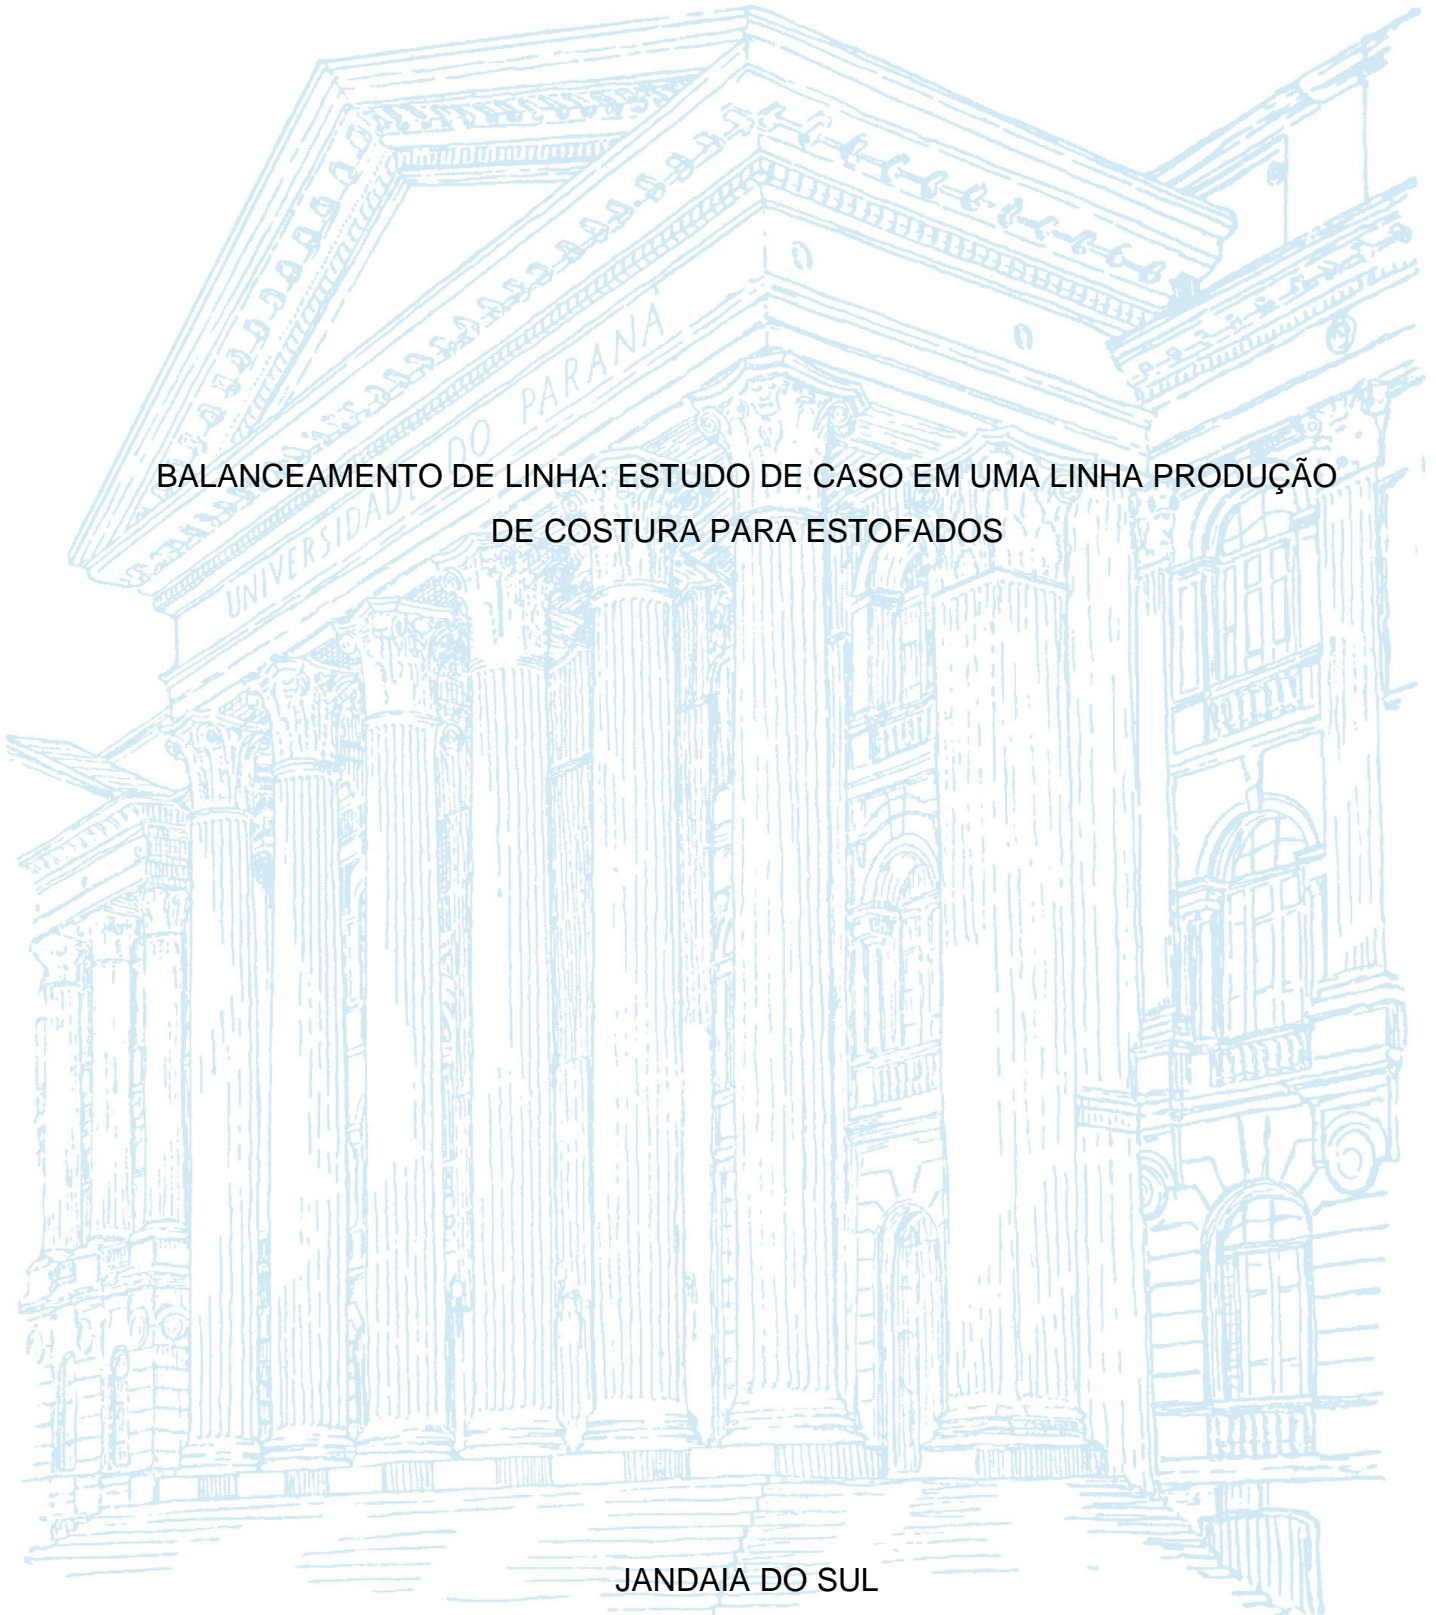 UNIVERSIDADE DO PARANÁ
BALANCEAMENTO DE LINHA: ESTUDO DE CASO EM UMA LINHA PRODUÇÃO
DE COSTURA PARA ESTOFADOS
JANDAIA DO SUL